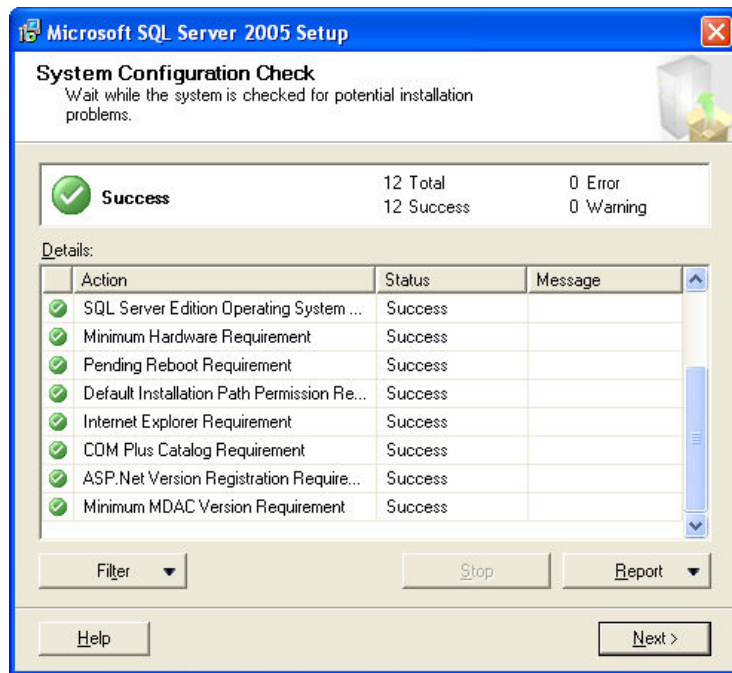 Microsoft SQL Server 2005 Setup
System Configuration Check
Wait while the system is checked for potential installation
problems.
Success
12 Total
0 Error
12 Success
0 Warning
Details:
Action Status Message
SQL Server Edition Operating System ... Success
Minimum Hardware Requirement Success
Pending Reboot Requirement Success
Default Installation Path Permission Re... Success
Internet Explorer Requirement Success
COM Plus Catalog Requirement Success
ASP.Net Version Registration Require... Success
Minimum MDAC Version Requirement Success
Filter
Stop
Report
Help
Next >